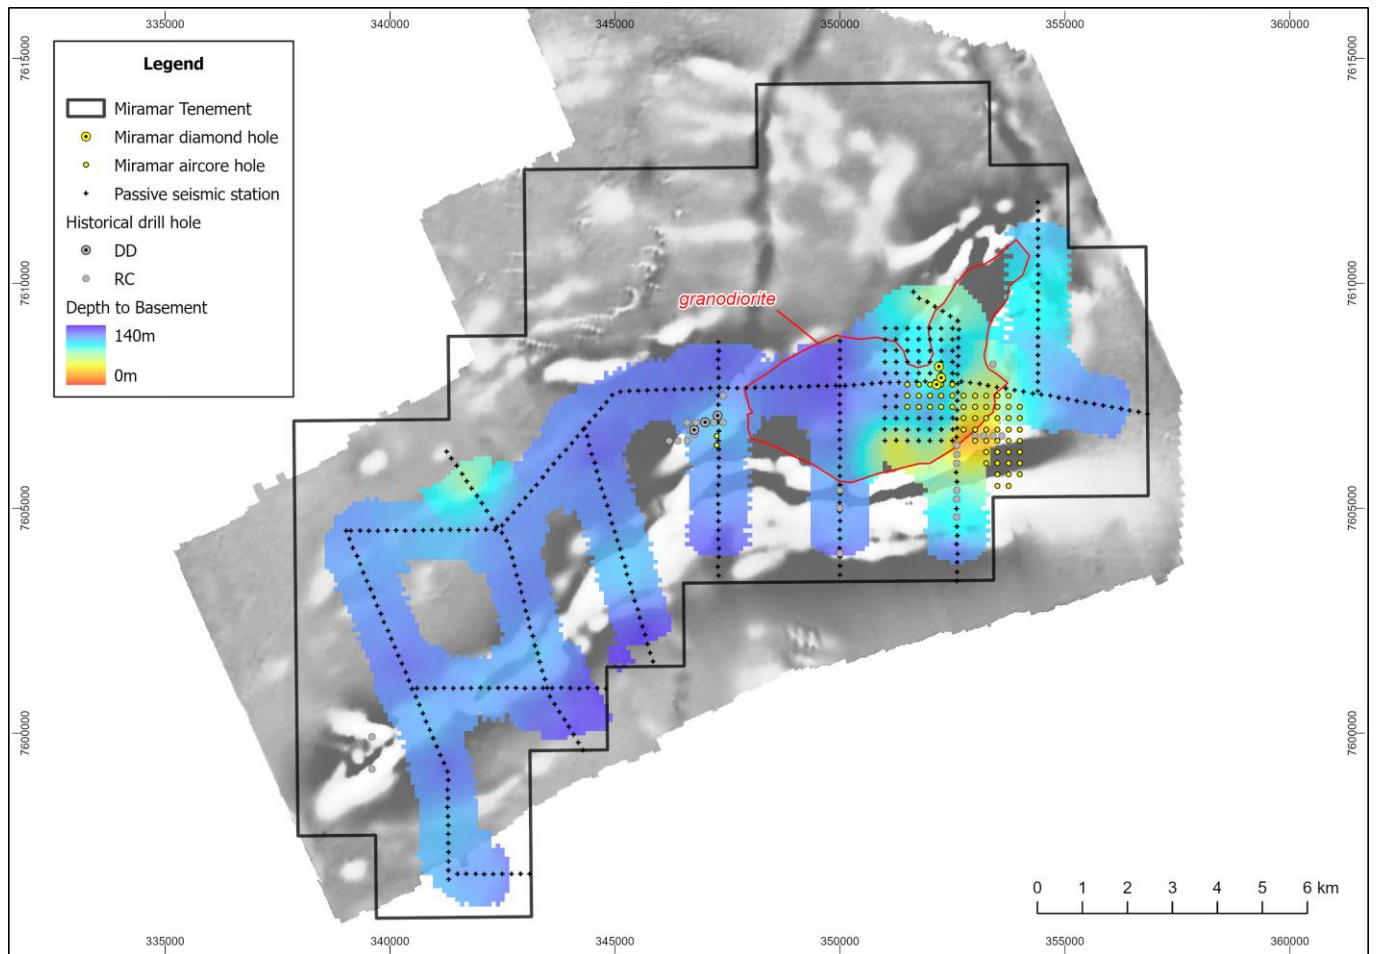 335000 340000 345000 350000 355000 360000
7615000 7615000
Legend
Miramar Tenement
Miramar diamond hole
Miramar aircore hole
Passive seismic station
Historical drill hole
DD
RC
Depth to Basement
140m
0m
7610000 7610000
granodiorite
7605000 7605000
7600000 7600000
0 1 2 3 4 5 6 km
335000 340000 345000 350000 355000 360000